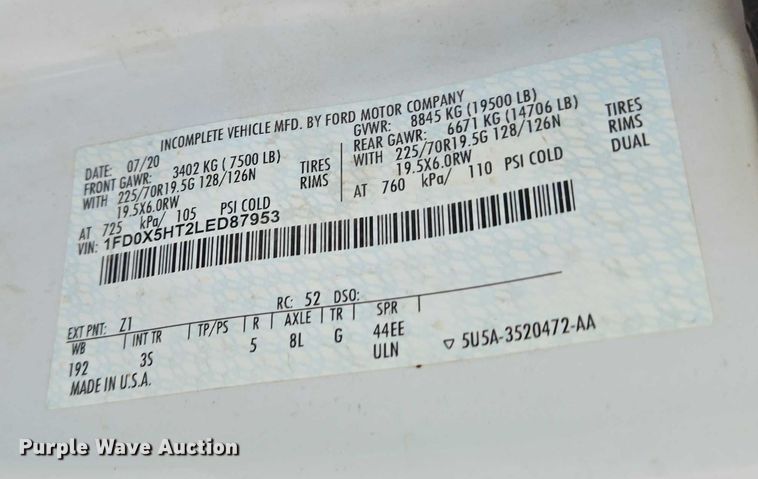 INCOMPLETE VEHICLE MFD. BY FORD MOTOR COMPANY
DATE: 07/20
FRONT GAWR: 3402 KG ( 7500 LB)
WITH 225/70R19.5G 128/126N TIRES
19.5X6.0RW RIMS
AT 725 kPa/ 105 PSI COLD
GVWR: 8845 KG (19500 LB)
REAR GAWR: 6671 KG (14706 LB)
WITH 225/70R19.5G 128/126N TIRES
19.5X6.0RW RIMS
AT 760 kPa/ 110 PSI COLD DUAL
VIN: 1FD0X5HT2LED87953
EXT PNT: Z1 RC: 52 DSO:
WB INT TR TP/PS R AXLE TR SPR
192 3S 5 8L G 44EE
ULN
MADE IN U.S.A.
▽ 5U5A-3520472-AA
Purple Wave Auction